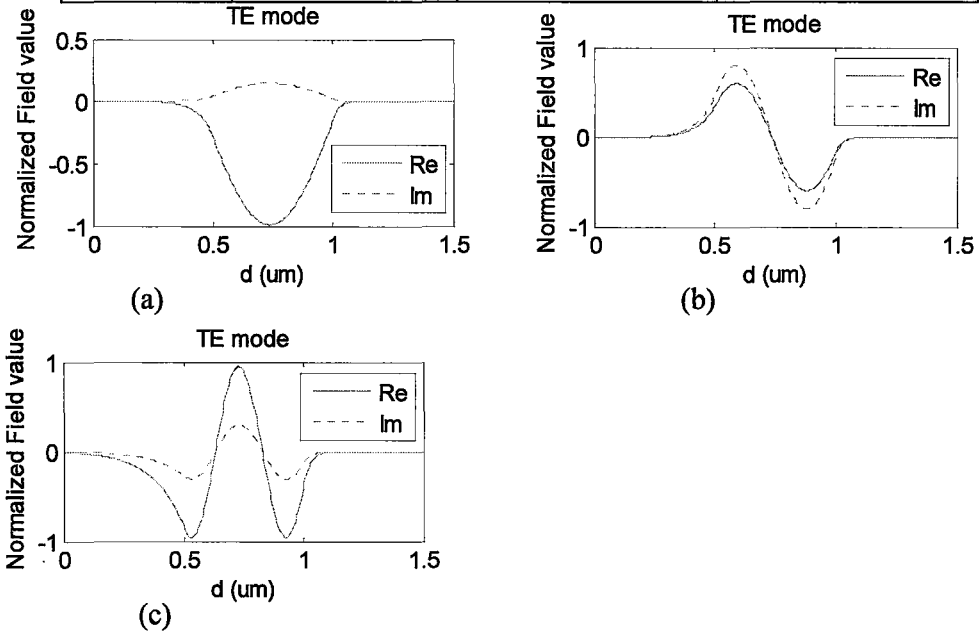 TE mode
Normalized Field value
0.5
0
-0.5
-1
Re
Im
0
0.5
1
1.5
d (um)
(a)
TE mode
Normalized Field value
1
0
-1
Re
Im
0
0.5
1
1.5
d (um)
(b)
TE mode
Normalized Field value
1
0
-1
Re
Im
0
0.5
1
1.5
d (um)
(c)